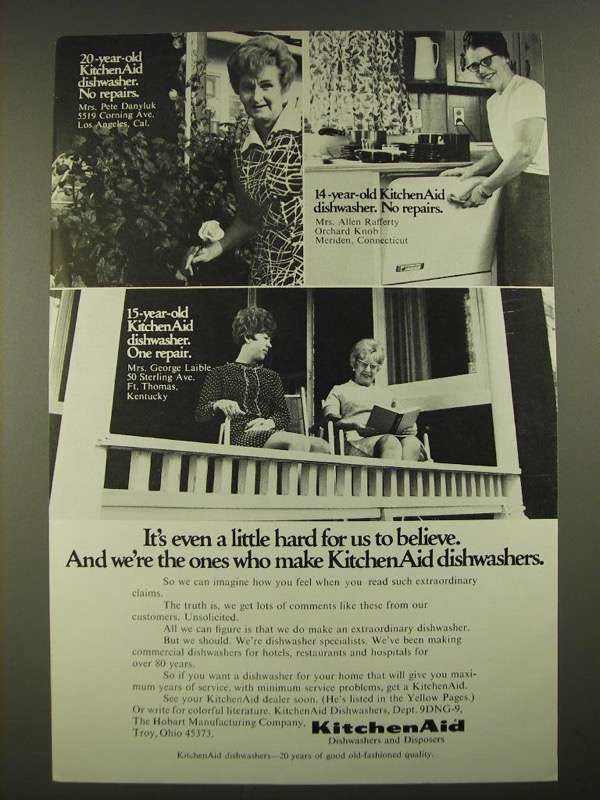 20-year-old
KitchenAid
dishwasher.
No repairs.
Mrs. Pete Danyluk
5519 Corning Ave.
Los Angeles, Cal.
14-year-old KitchenAid
dishwasher. No repairs.
Mrs. Allen Rafferty
Orchard Knob
Meriden, Connecticut
15-year-old
KitchenAid
dishwasher.
One repair.
Mrs. George Laible
50 Sterling Ave.
Ft. Thomas,
Kentucky
It's even a little hard for us to believe.
And we're the ones who make KitchenAid dishwashers.
So we can imagine how you feel when you read such extraordinary
claims.
The truth is, we get lots of comments like these from our
customers. Unsolicited.
All we can figure is that we do make an extraordinary dishwasher.
But we should. We're dishwasher specialists. We've been making
commercial dishwashers for hotels, restaurants and hospitals for
over 80 years.
So if you want a dishwasher for your home that will give you maxi-
mum years of service, with minimum service problems, get a KitchenAid.
See your KitchenAid dealer soon. (He's listed in the Yellow Pages.)
Or write for colorful literature. KitchenAid Dishwashers, Dept. 9DNG-9,
The Hobart Manufacturing Company,
Troy, Ohio 45373.
KitchenAid
Dishwashers and Disposers
KitchenAid dishwashers—20 years of good old-fashioned quality.